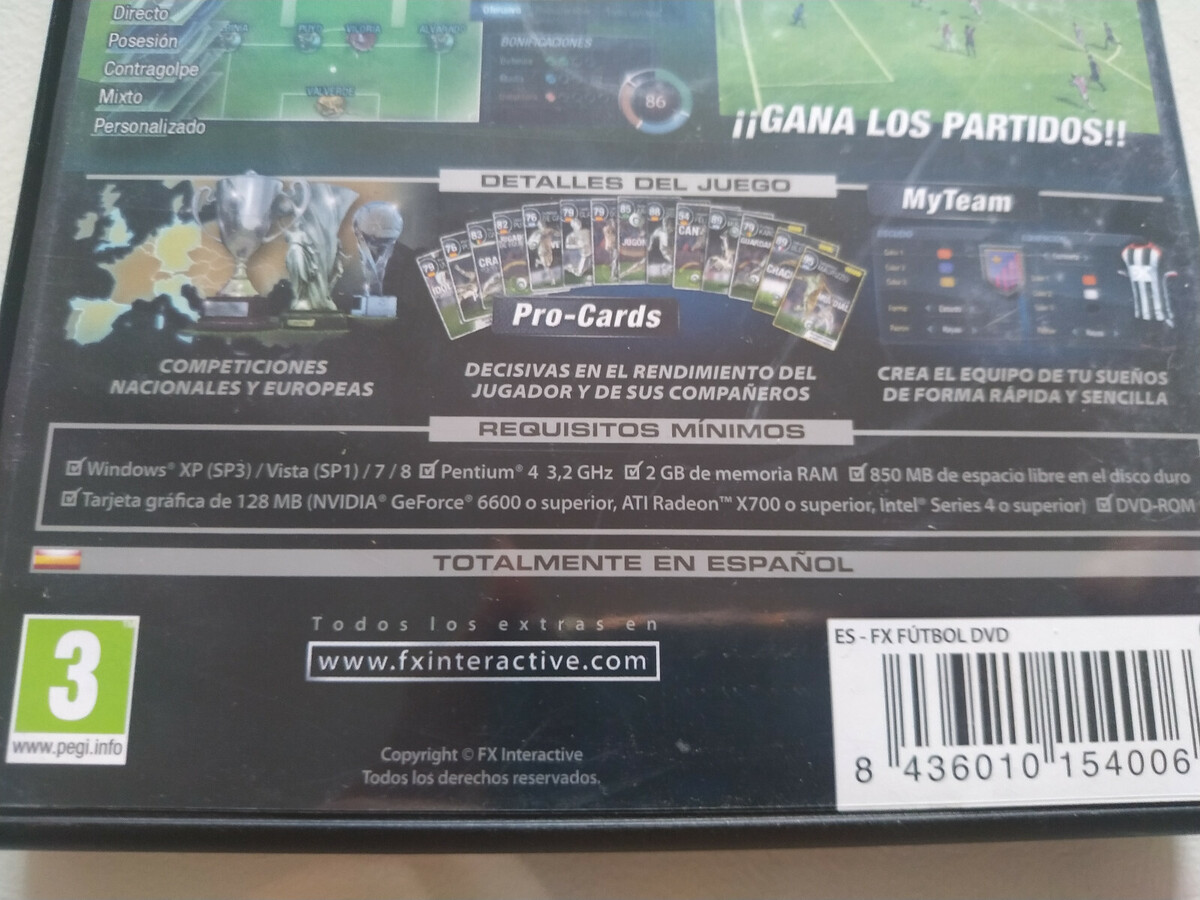 Directo
Posesión
Contragolpe
Mixto
Personalizado
PUYO
VILORIA
ALVARADO
VALVERDE
BONIFICACIONES
86
¡¡GANA LOS PARTIDOS!!
DETALLES DEL JUEGO
MyTeam
Pro-Cards
COMPETICIONES
NACIONALES Y EUROPEAS
DECISIVAS EN EL RENDIMIENTO DEL
JUGADOR Y DE SUS COMPAÑEROS
CREA EL EQUIPO DE TU SUEÑOS
DE FORMA RÁPIDA Y SENCILLA
REQUISITOS MÍNIMOS
Windows® XP (SP3) / Vista (SP1) / 7 / 8 Pentium® 4 3,2 GHz 2 GB de memoria RAM 850 MB de espacio libre en el disco duro
Tarjeta gráfica de 128 MB (NVIDIA® GeForce® 6600 o superior, ATI Radeon™ X700 o superior, Intel® Series 4 o superior) DVD-ROM
TOTALMENTE EN ESPAÑOL
3
www.pegi.info
Todos los extras en
www.fxinteractive.com
Copyright © FX Interactive
Todos los derechos reservados.
ES - FX FÚTBOL DVD
8 436010 154006